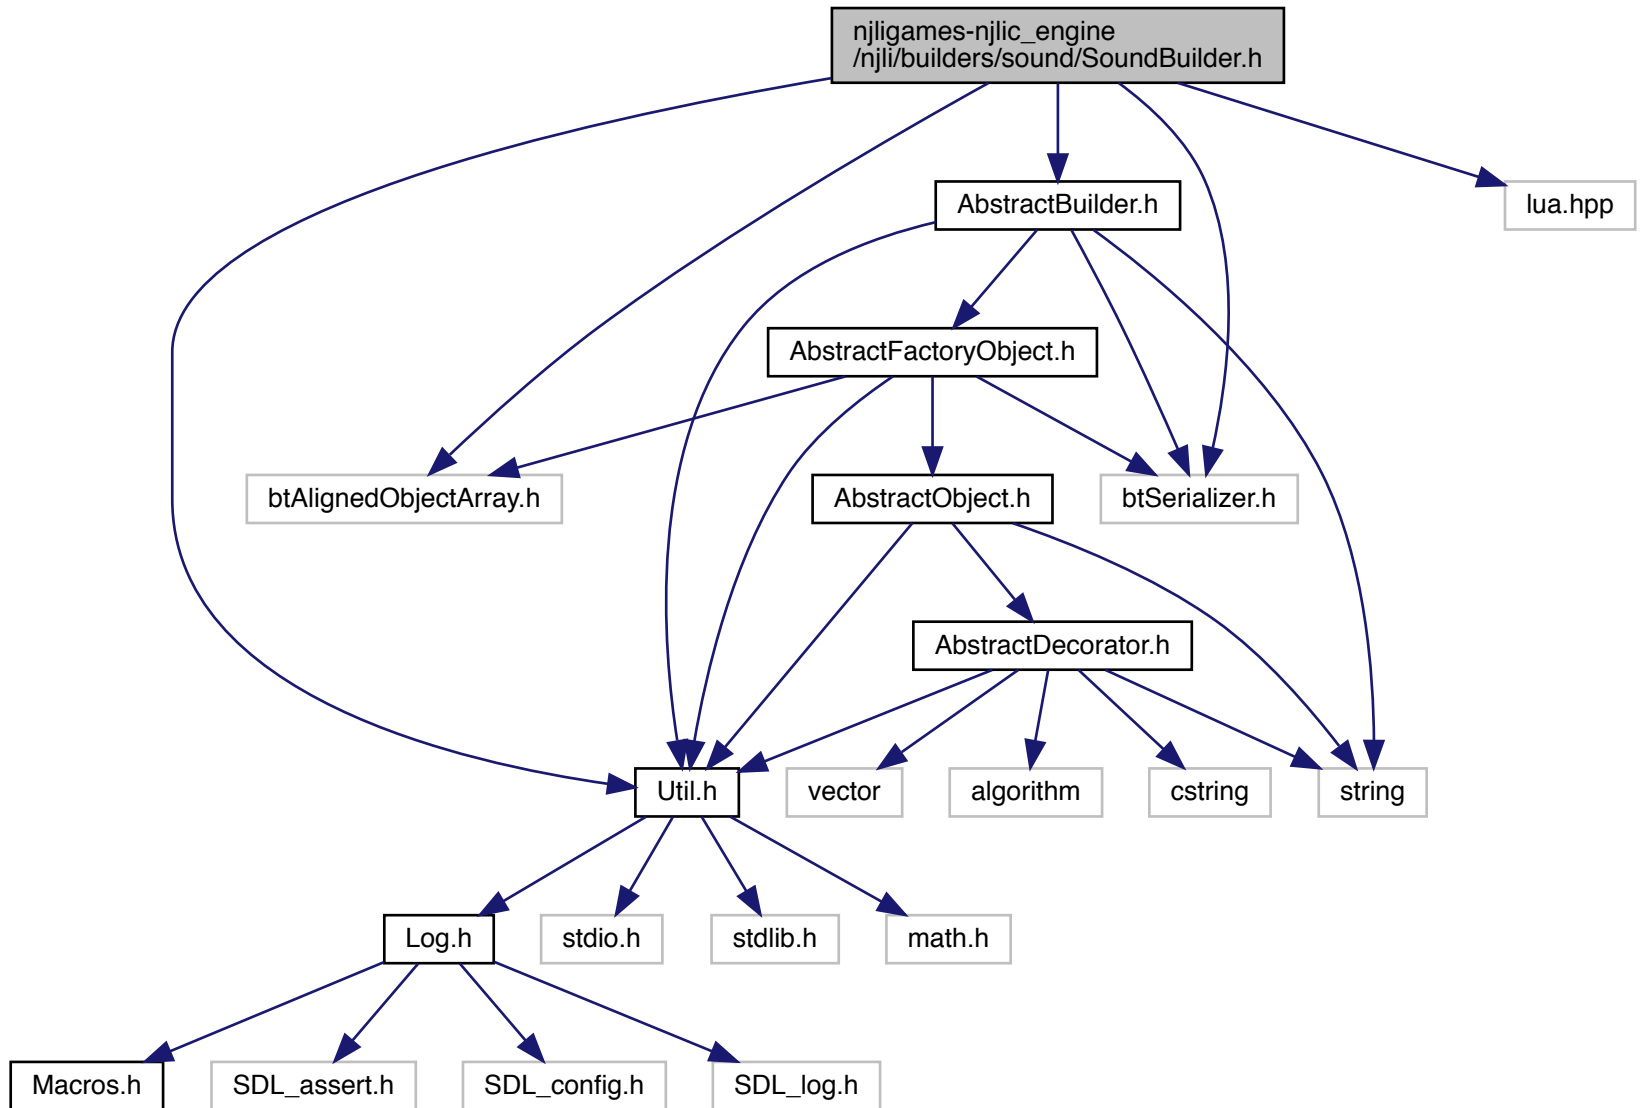 njligames-njlic_engine
/njli/builders/sound/SoundBuilder.h
AbstractBuilder.h
lua.hpp
AbstractFactoryObject.h
btAlignedObjectArray.h
AbstractObject.h
btSerializer.h
AbstractDecorator.h
Util.h
vector
algorithm
cstring
string
Log.h
stdio.h
stdlib.h
math.h
Macros.h
SDL_assert.h
SDL_config.h
SDL_log.h